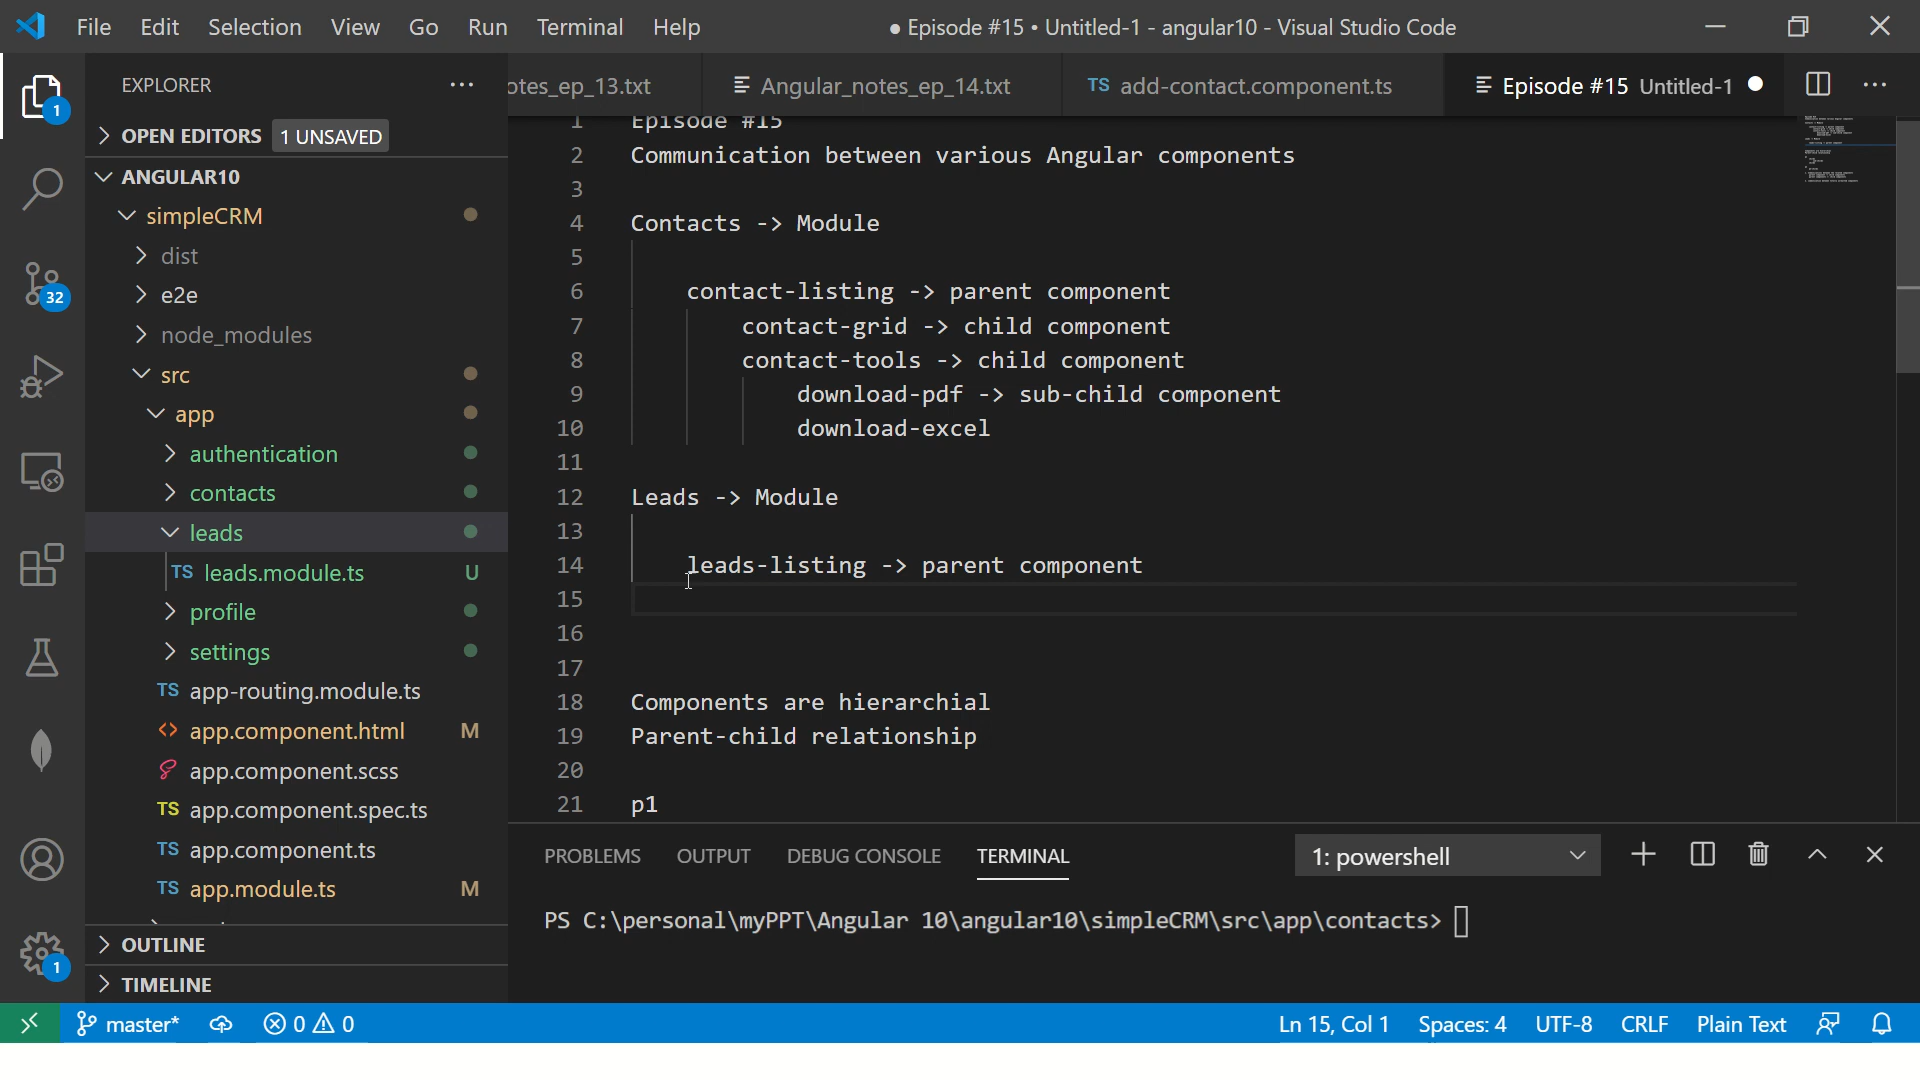 File Edit Selection View Go Run Terminal Help ● Episode #15 • Untitled-1 - angular10 - Visual Studio Code
EXPLORER
otes_ep_13.txt Angular_notes_ep_14.txt TS add-contact.component.ts Episode #15 Untitled-1
1
OPEN EDITORS 1 UNSAVED
ANGULAR10
simpleCRM
dist
e2e
32
node_modules
src
app
authentication
contacts
leads
TS leads.module.ts U
profile
settings
TS app-routing.module.ts
<> app.component.html M
app.component.scss
TS app.component.spec.ts
TS app.component.ts
TS app.module.ts M
OUTLINE
1
TIMELINE
1 Episode #15
2 Communication between various Angular components
3
4 Contacts -> Module
5
6 contact-listing -> parent component
7 contact-grid -> child component
8 contact-tools -> child component
9 download-pdf -> sub-child component
10 download-excel
11
12 Leads -> Module
13
14 leads-listing -> parent component
15
16
17
18 Components are hierarchial
19 Parent-child relationship
20
21 p1
PROBLEMS OUTPUT DEBUG CONSOLE TERMINAL 1: powershell
PS C:\personal\myPPT\Angular 10\angular10\simpleCRM\src\app\contacts>
master* 0 0 Ln 15, Col 1 Spaces: 4 UTF-8 CRLF Plain Text